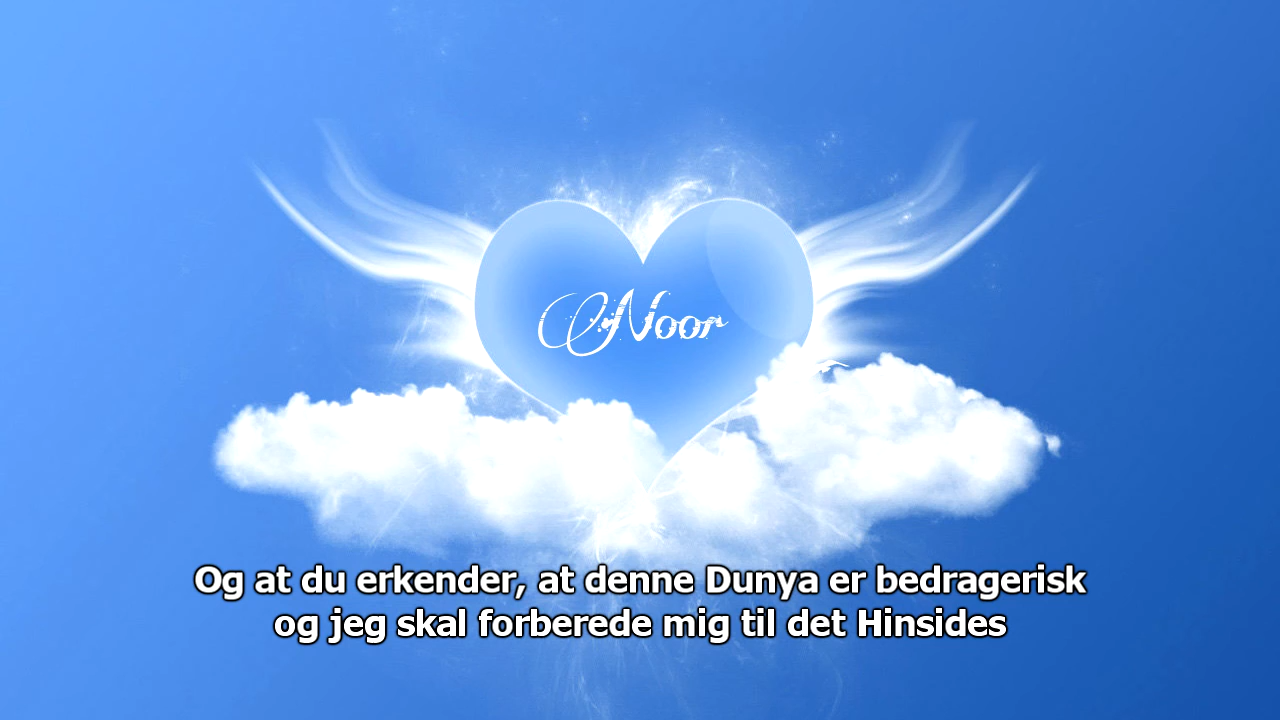 Noor
Og at du erkender, at denne Dunya er bedragerisk
og jeg skal forberede mig til det Hinsides